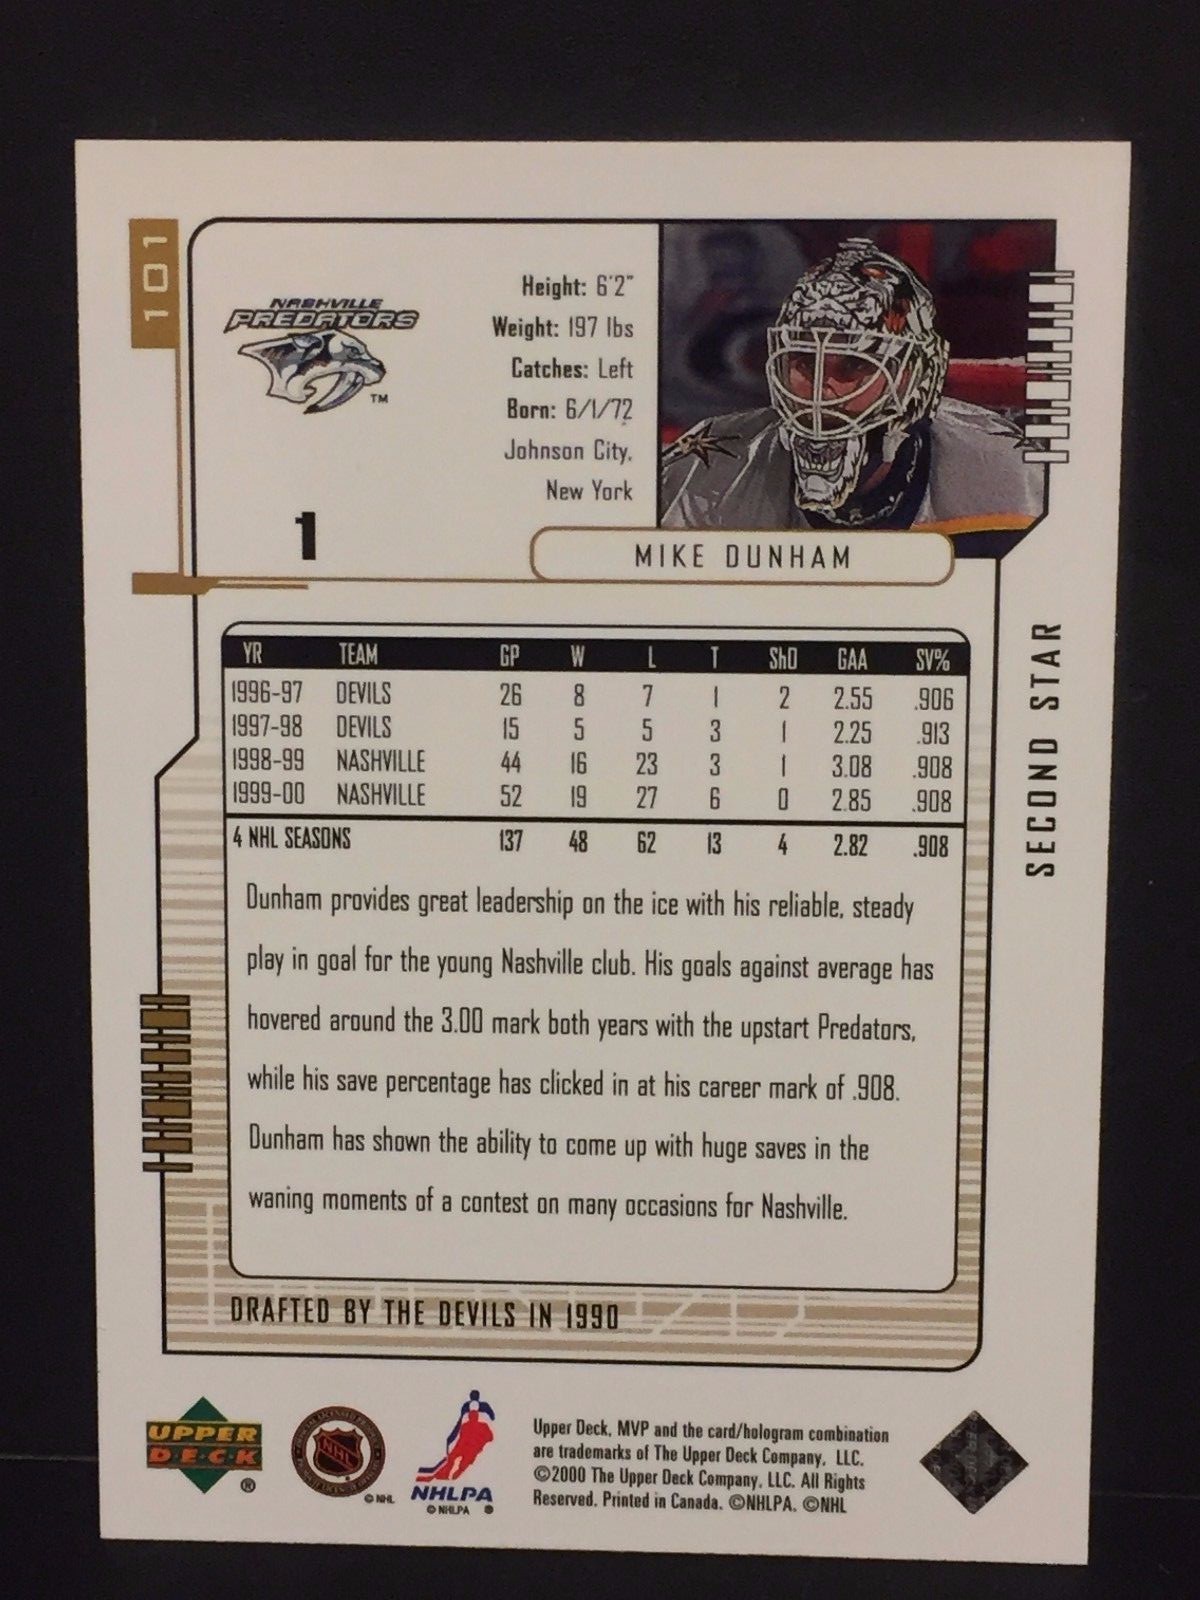 101
NASHVILLE
PREDATORS
TM
1
Height: 6'2"
Weight: 197 lbs
Catches: Left
Born: 6/1/72
Johnson City,
New York
MIKE DUNHAM
SECOND STAR
YR TEAM GP W L T ShO GAA SV%
1996-97 DEVILS 26 8 7 1 2 2.55 .906
1997-98 DEVILS 15 5 5 3 1 2.25 .913
1998-99 NASHVILLE 44 16 23 3 1 3.08 .908
1999-00 NASHVILLE 52 19 27 6 0 2.85 .908
4 NHL SEASONS 137 48 62 13 4 2.82 .908
Dunham provides great leadership on the ice with his reliable, steady
play in goal for the young Nashville club. His goals against average has
hovered around the 3.00 mark both years with the upstart Predators,
while his save percentage has clicked in at his career mark of .908.
Dunham has shown the ability to come up with huge saves in the
waning moments of a contest on many occasions for Nashville.
DRAFTED BY THE DEVILS IN 1990
UPPER
D·E·C·K
®
NHL
© NHL
NHLPA
© NHLPA ®
Upper Deck, MVP and the card/hologram combination
are trademarks of The Upper Deck Company, LLC.
©2000 The Upper Deck Company, LLC. All Rights
Reserved. Printed in Canada. ©NHLPA. ©NHL